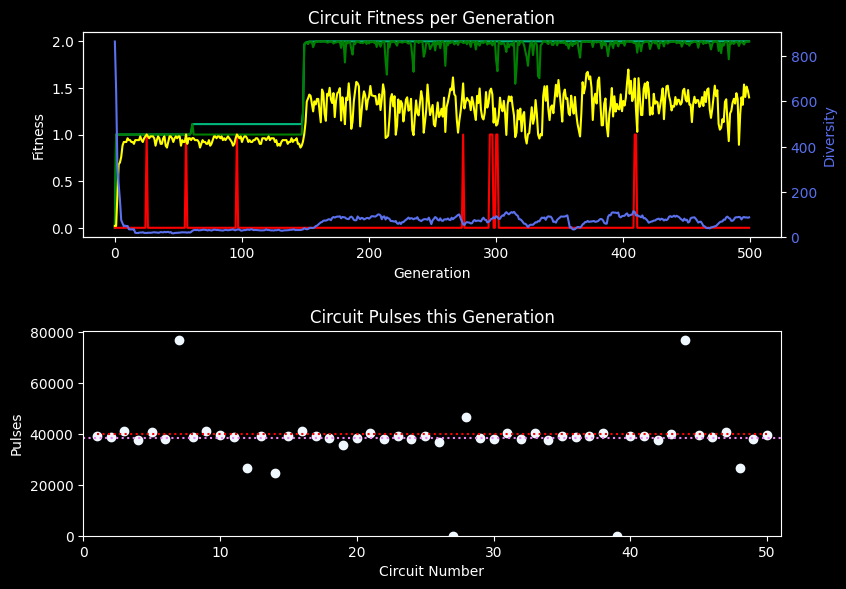 Circuit Fitness per Generation
2.0
1.5
1.0
0.5
0.0
Fitness
800
600
400
200
0
Diversity
0 100 200 300 400 500
Generation
Circuit Pulses this Generation
80000
60000
40000
20000
0
Pulses
0 10 20 30 40 50
Circuit Number